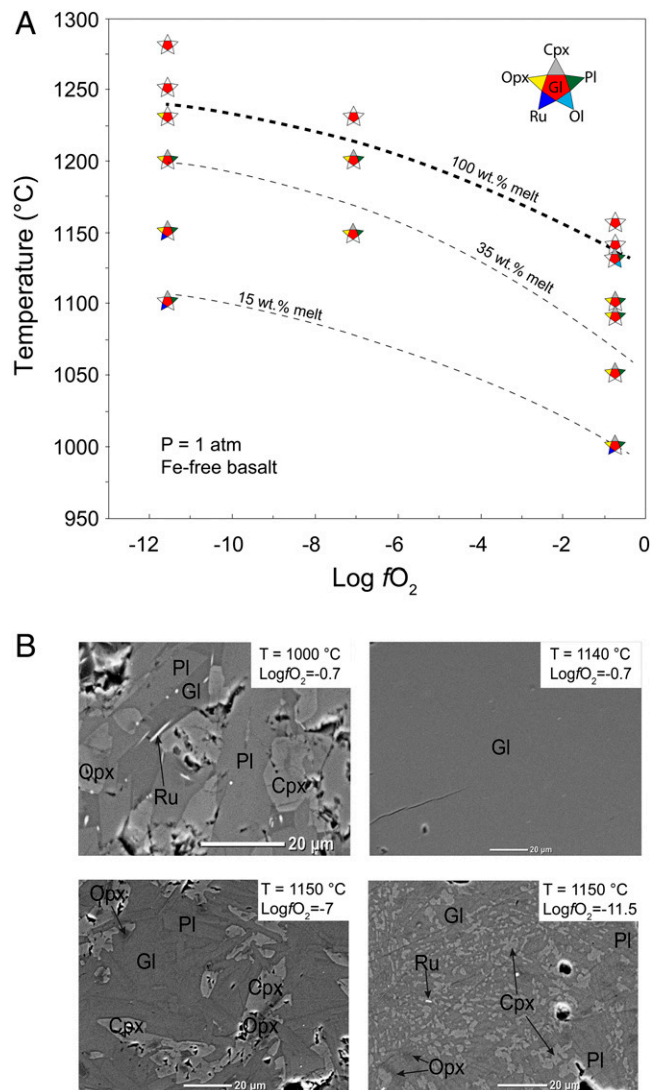 A
1300
1250
1200
1150
1100
1050
1000
950
Temperature (°C)
Cpx
Opx
Pl
Gl
Ru
Ol
100 wt.% melt
35 wt.% melt
15 wt.% melt
P = 1 atm
Fe-free basalt
-12
-10
-8
-6
-4
-2
0
Log fO₂
B
T = 1000 °C
LogfO₂=-0.7
Pl
Gl
Opx
Ru
Pl
Cpx
20 µm
T = 1140 °C
LogfO₂=-0.7
Gl
20 µm
T = 1150 °C
LogfO₂=-7
Opx
Pl
Gl
Cpx
Cpx
Opx
20 µm
T = 1150 °C
LogfO₂=-11.5
Gl
Pl
Ru
Cpx
Opx
Pl
20 µm